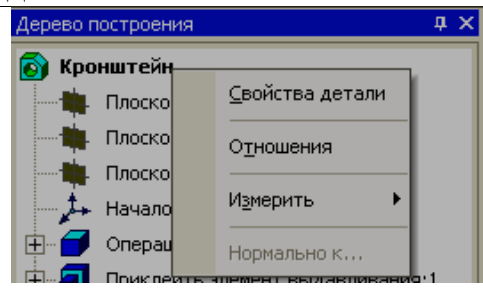 Дерево построения
Кронштейн
Плоско
Свойства детали
Плоско
Отношения
Плоско
Измерить
Начало
Операц
Нормально к...
Приклеить элемент выдавливания:1